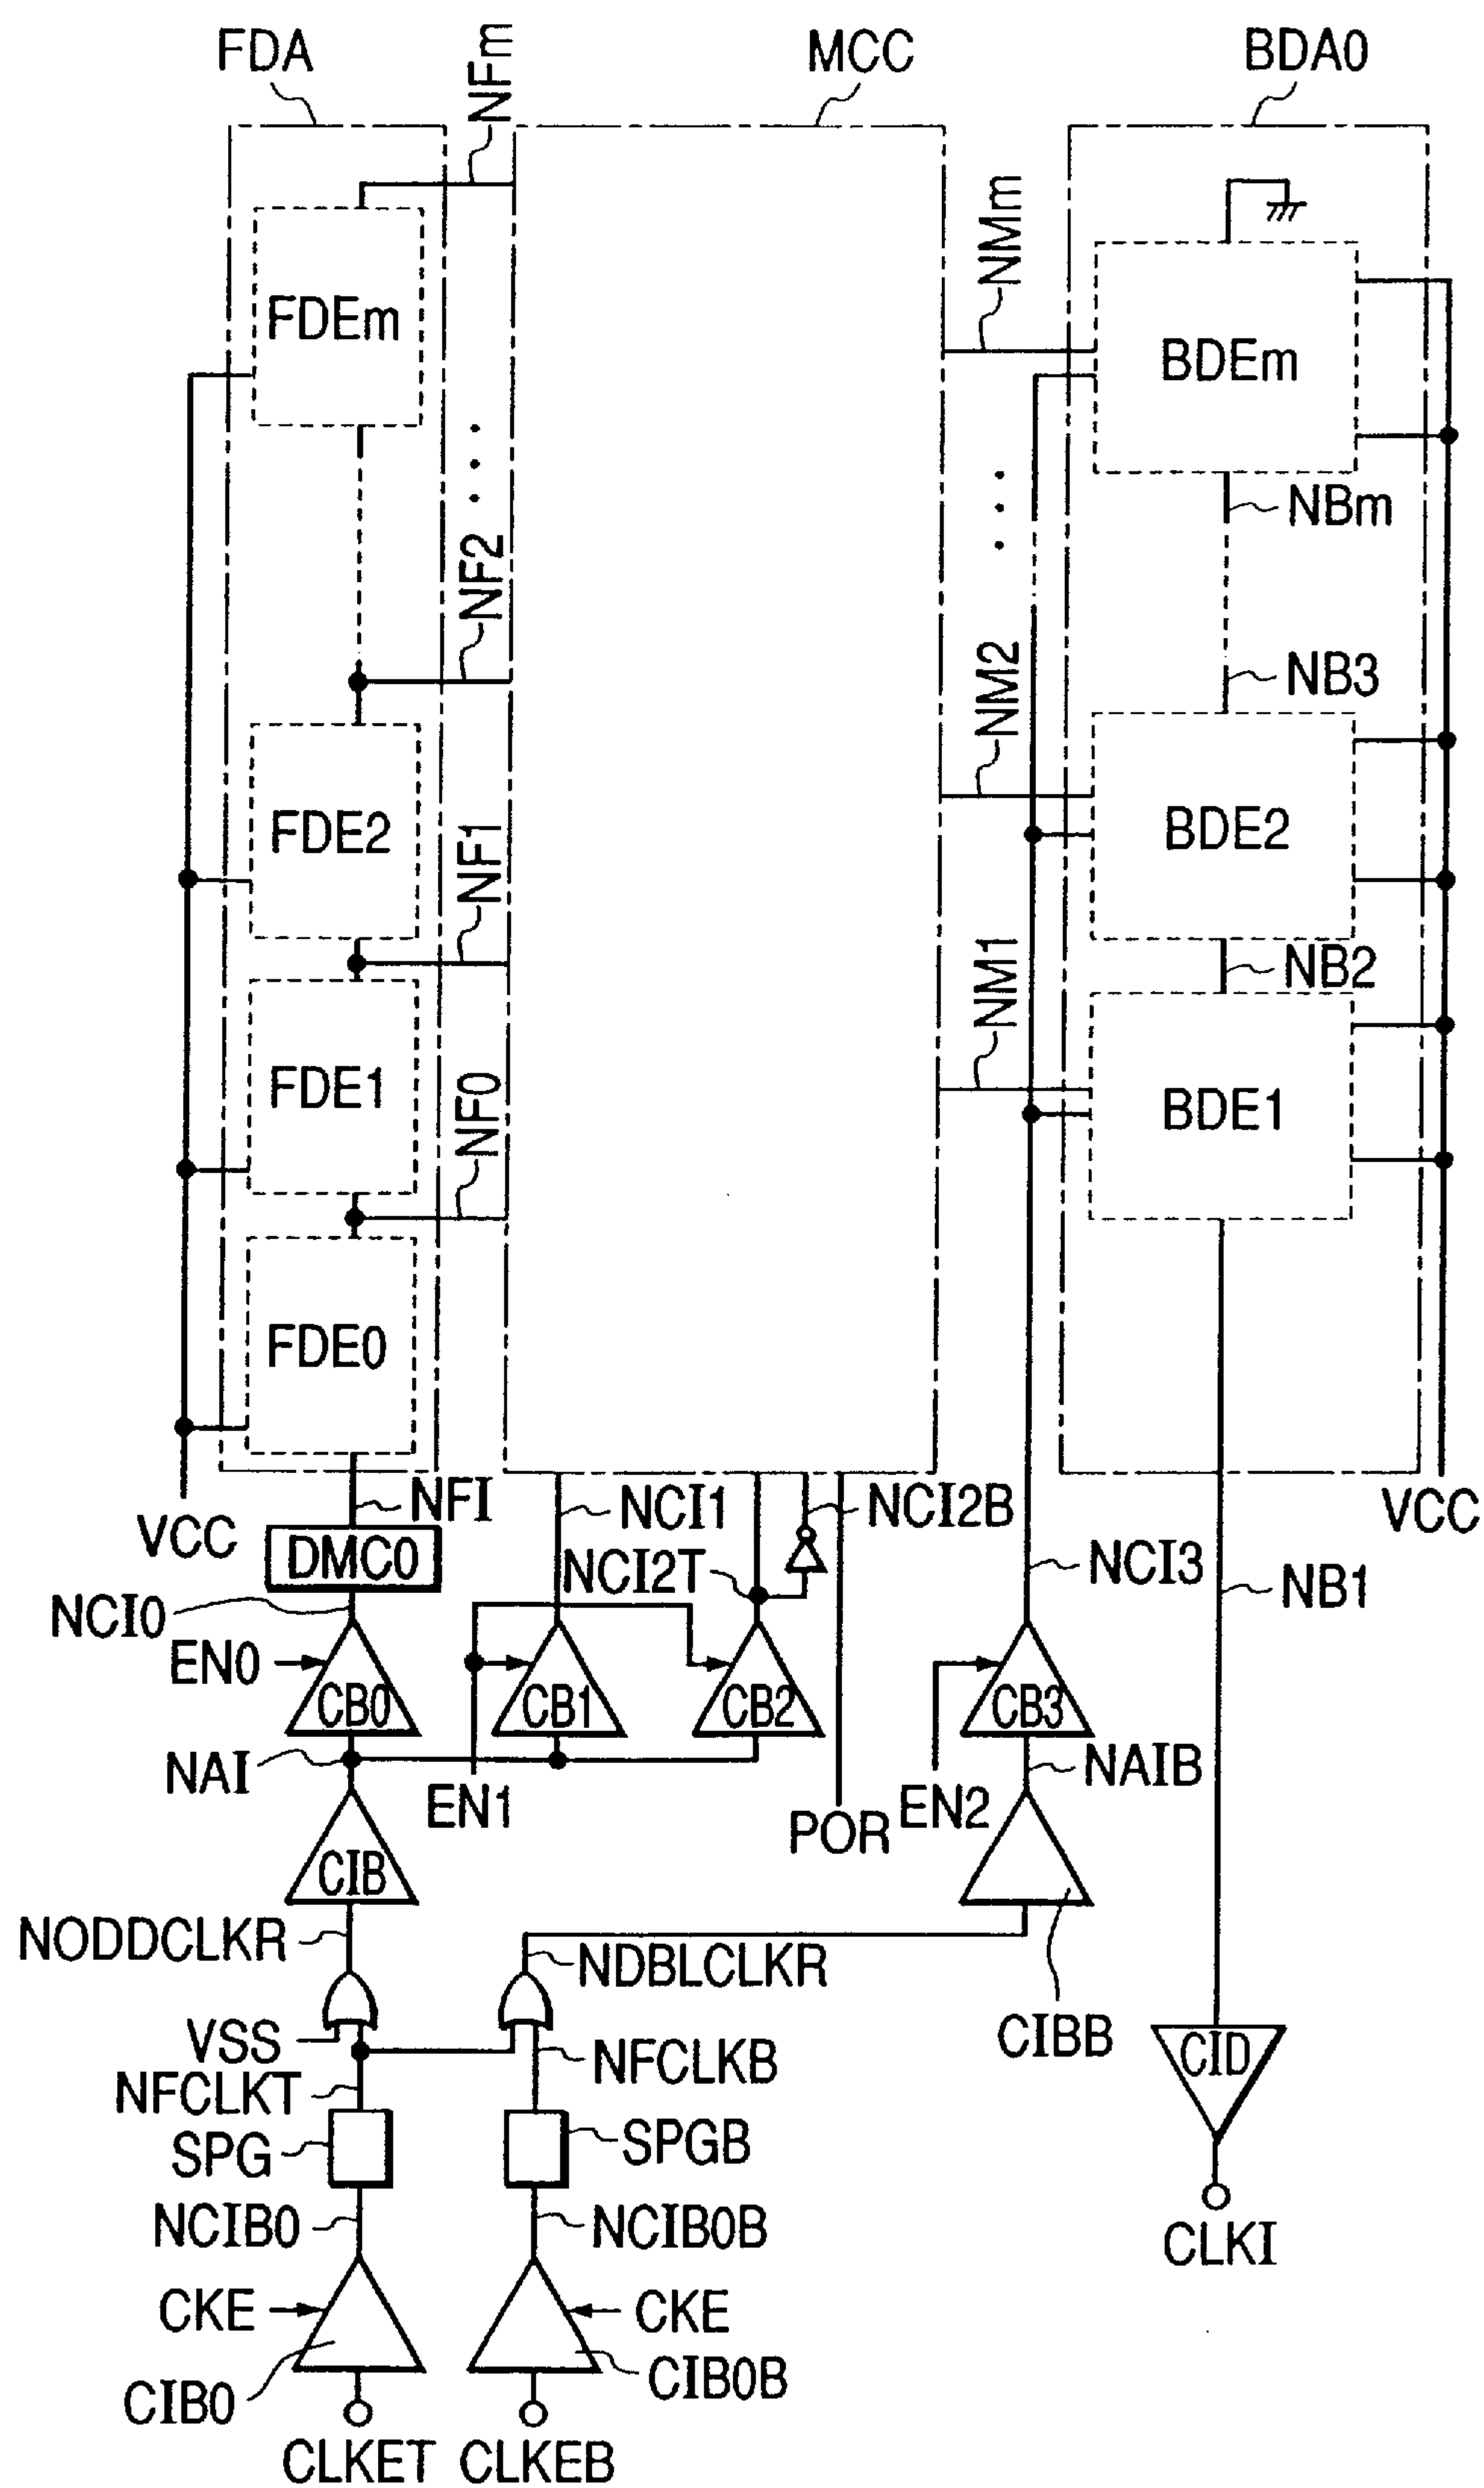 FDA
NFm
MCC
BDA0
NMm
FDEm
BDEm
. . .
. . .
NBm
NF2
NM2
NB3
FDE2
NF1
BDE2
NM1
NB2
FDE1
NF0
BDE1
FDE0
VCC
NFI
NCI1
NCI2B
VCC
DMC0
NCI2T
NCI3
NB1
NCI0
EN0
CB0
CB1
CB2
CB3
NAI
EN1
POR
EN2
NAIB
CIB
NODDCLKR
NDBLCLKR
CIBB
VSS
NFCLKB
CID
NFCLKT
SPG
SPGB
NCIB0
NCIB0B
CLKI
CKE
CKE
CIB0
CIB0B
CLKET
CLKEB